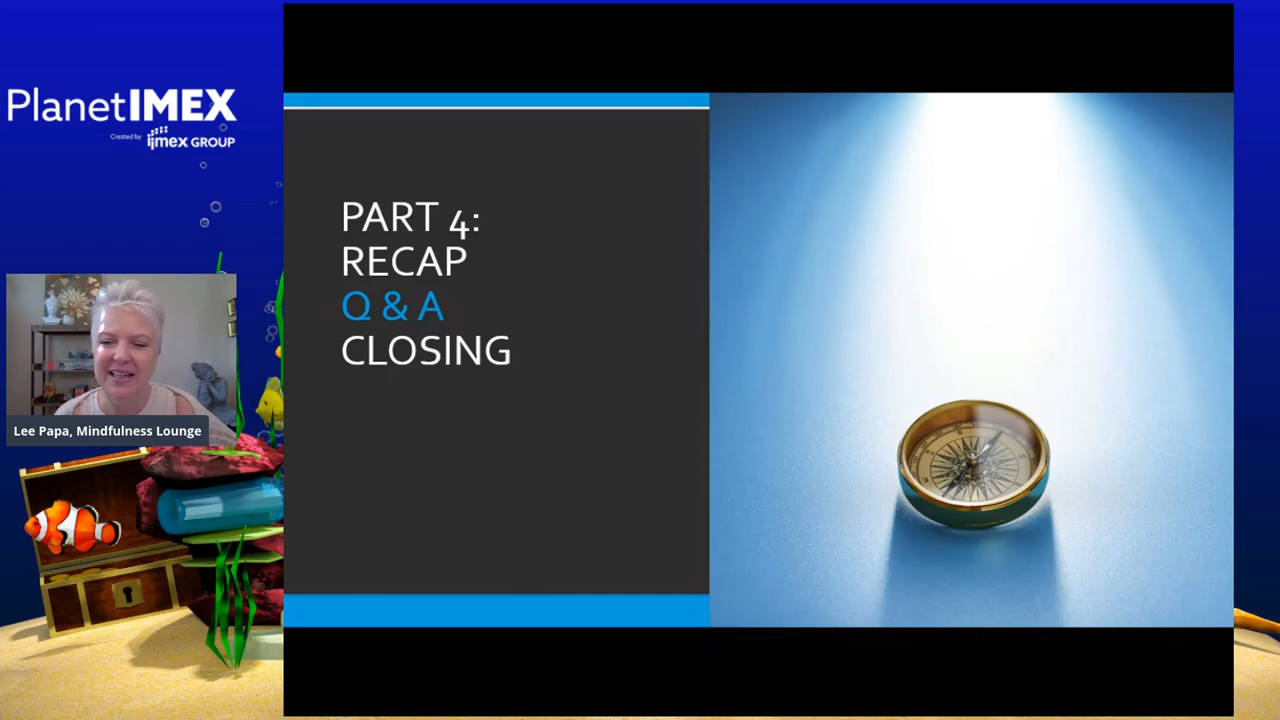 PlanetIMEX
Created by imex GROUP
PART 4:
RECAP
Q & A
CLOSING
Lee Papa, Mindfulness Lounge